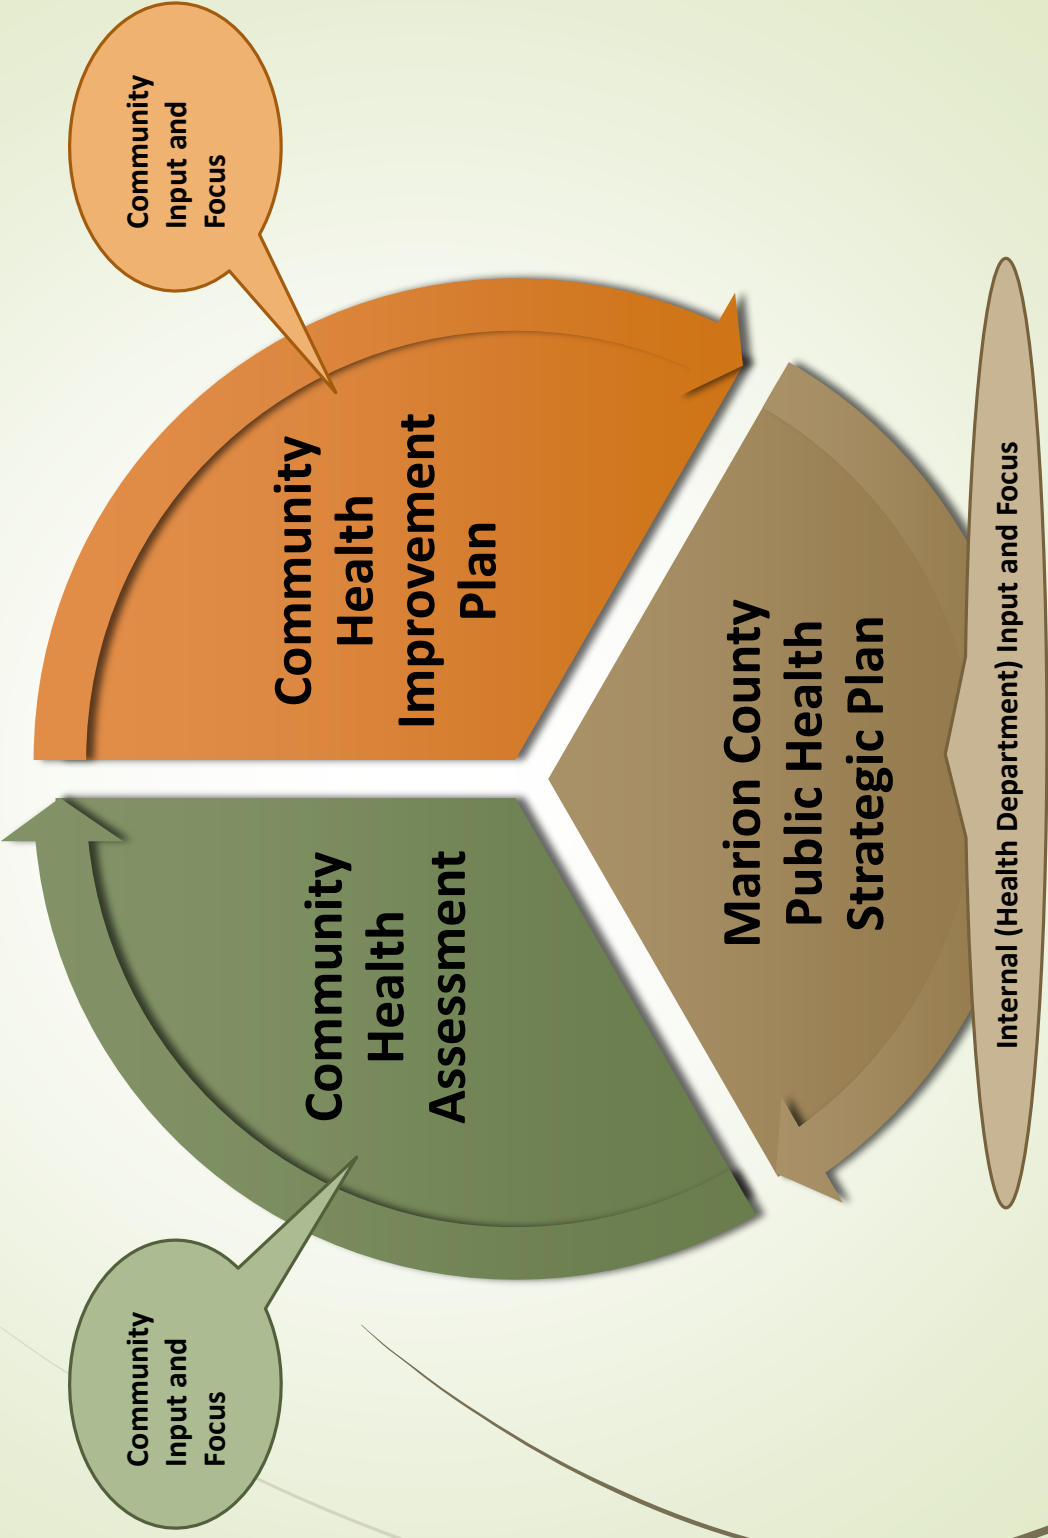 Community
Input and
Focus
Community
Input and
Focus
Community
Health
Assessment
Community
Health
Improvement
Plan
Marion County
Public Health
Strategic Plan
Internal (Health Department) Input and Focus